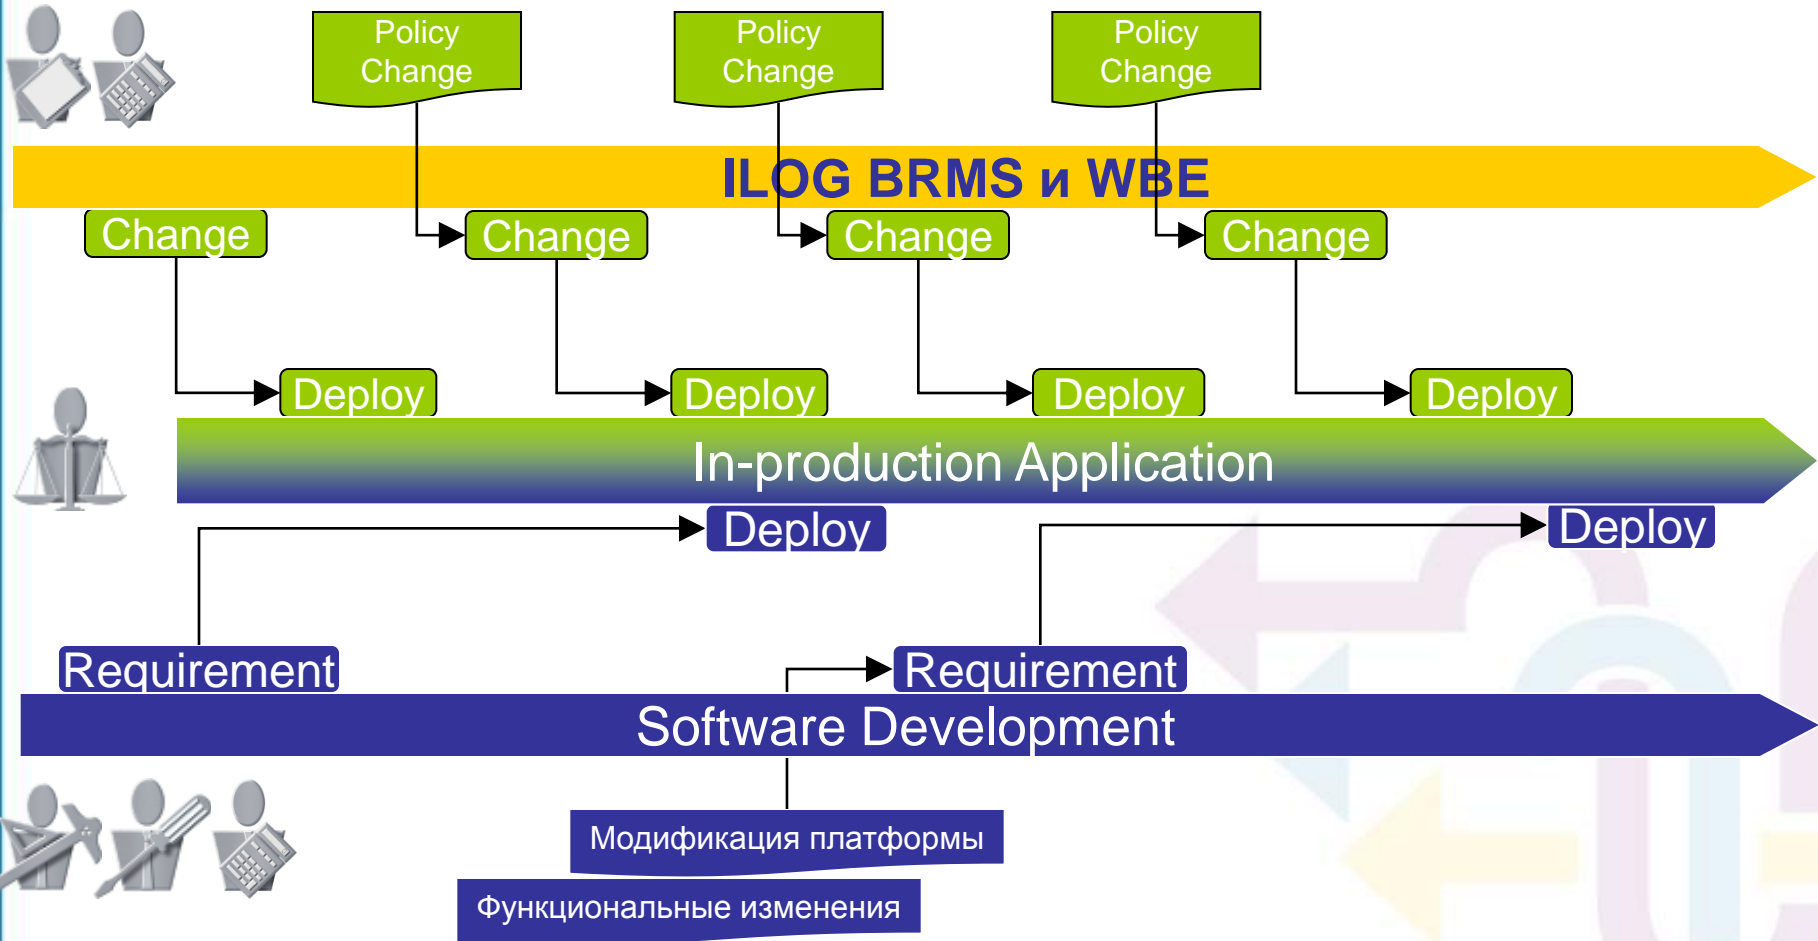 Policy
Change
Policy
Change
Policy
Change
ILOG BRMS и WBE
Change
Change
Change
Change
Deploy
Deploy
Deploy
Deploy
In-production Application
Deploy
Deploy
Requirement
Requirement
Software Development
Модификация платформы
Функциональные изменения